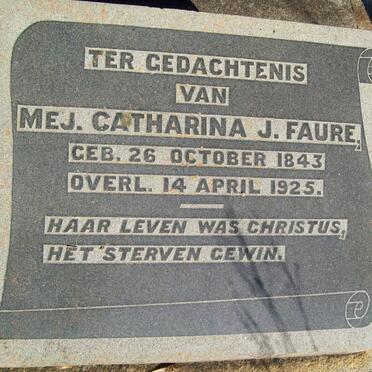 TER GEDACHTENIS
VAN
MEJ. CATHARINA J. FAURE,
GEB. 26 OCTOBER 1843
OVERL. 14 APRIL 1925.
HAAR LEVEN WAS CHRISTUS,
HET STERVEN GEWIN.